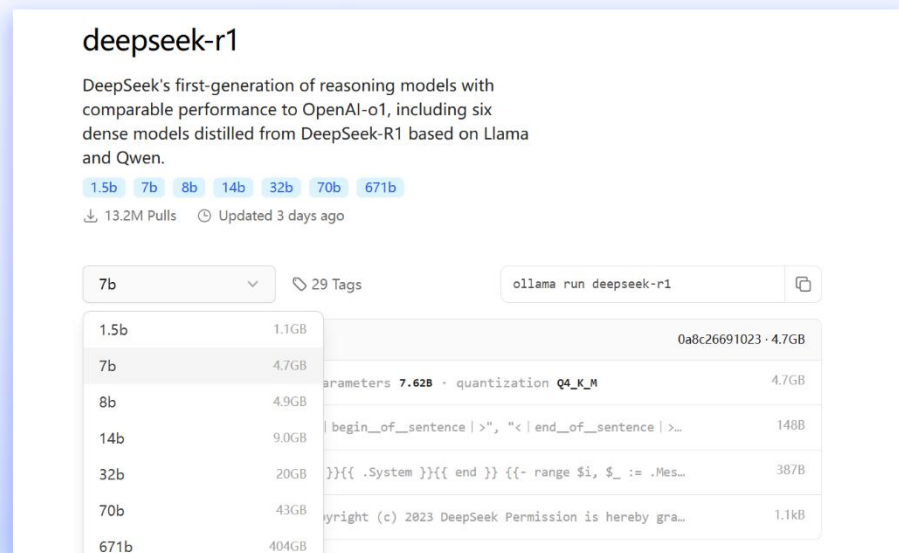 deepseek-r1
DeepSeek's first-generation of reasoning models with
comparable performance to OpenAI-o1, including six
dense models distilled from DeepSeek-R1 based on Llama
and Qwen.
1.5b 7b 8b 14b 32b 70b 671b
13.2M Pulls Updated 3 days ago
7b 29 Tags ollama run deepseek-r1
1.5b 1.1GB 0a8c26691023 · 4.7GB
7b 4.7GB arameters 7.62B · quantization Q4_K_M 4.7GB
8b 4.9GB |begin__of__sentence|>", "<|end__of__sentence|>… 148B
14b 9.0GB
32b 20GB }}{{ .System }}{{ end }} {{- range $i, $_ := .Mes… 387B
70b 43GB yright (c) 2023 DeepSeek Permission is hereby gra… 1.1kB
671b 404GB